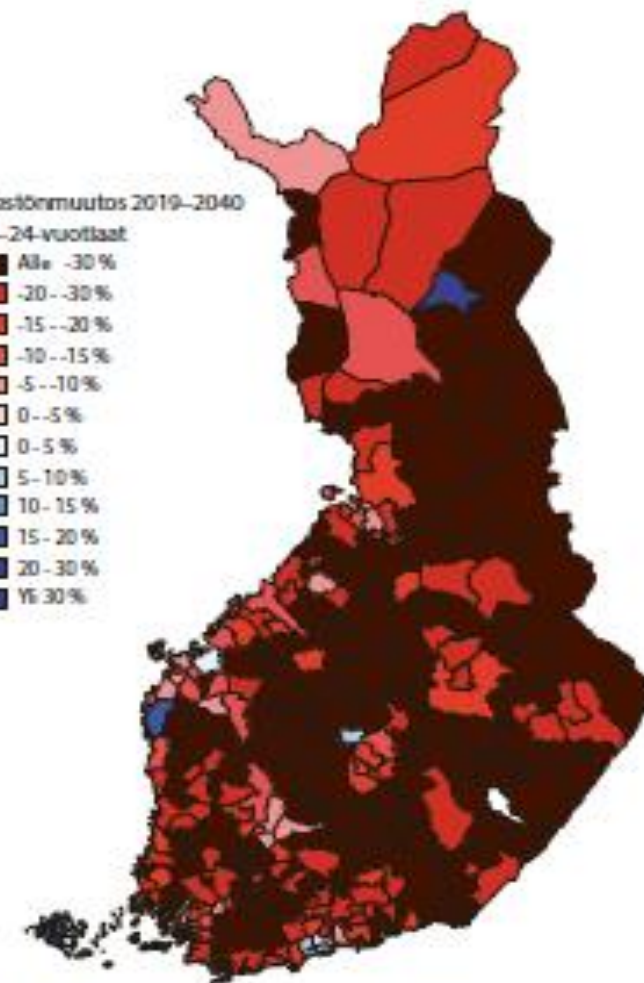 estönmuutos 2019–2040
-24-vuotiaat
Alle -30 %
-20 - -30 %
-15 - -20 %
-10 - -15 %
-5 - -10 %
0 - -5 %
0 - 5 %
5 - 10 %
10 - 15 %
15 - 20 %
20 - 30 %
Yli 30 %